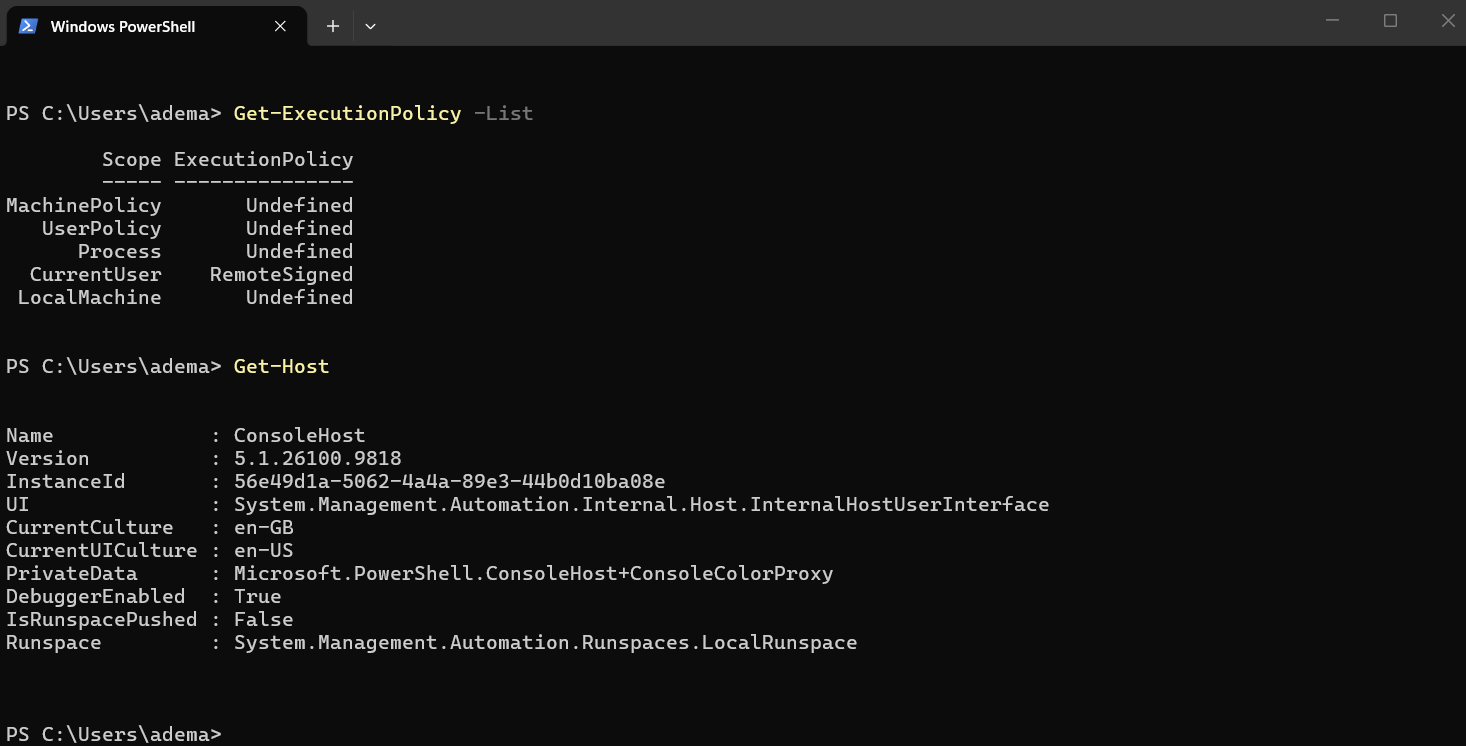 Windows PowerShell
PS C:\Users\adema> Get-ExecutionPolicy -List
        Scope ExecutionPolicy
        ----- ---------------
MachinePolicy       Undefined
   UserPolicy       Undefined
      Process       Undefined
  CurrentUser    RemoteSigned
 LocalMachine       Undefined
PS C:\Users\adema> Get-Host
Name             : ConsoleHost
Version          : 5.1.26100.9818
InstanceId       : 56e49d1a-5062-4a4a-89e3-44b0d10ba08e
UI               : System.Management.Automation.Internal.Host.InternalHostUserInterface
CurrentCulture   : en-GB
CurrentUICulture : en-US
PrivateData      : Microsoft.PowerShell.ConsoleHost+ConsoleColorProxy
DebuggerEnabled  : True
IsRunspacePushed : False
Runspace         : System.Management.Automation.Runspaces.LocalRunspace
PS C:\Users\adema>